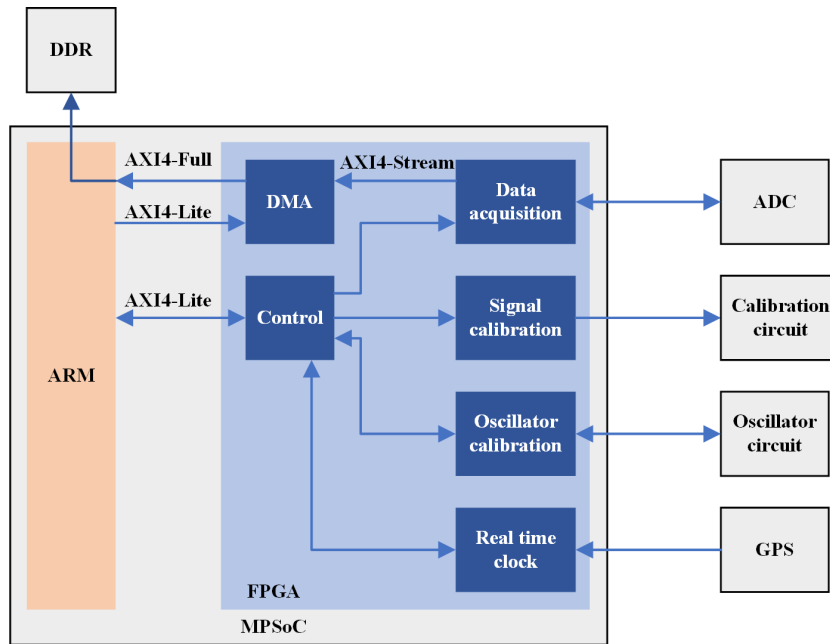 DDR
AXI4-Full
AXI4-Stream
DMA
Data
acquisition
ADC
AXI4-Lite
AXI4-Lite
Control
Signal
calibration
Calibration
circuit
ARM
Oscillator
calibration
Oscillator
circuit
Real time
clock
GPS
FPGA
MPSoC